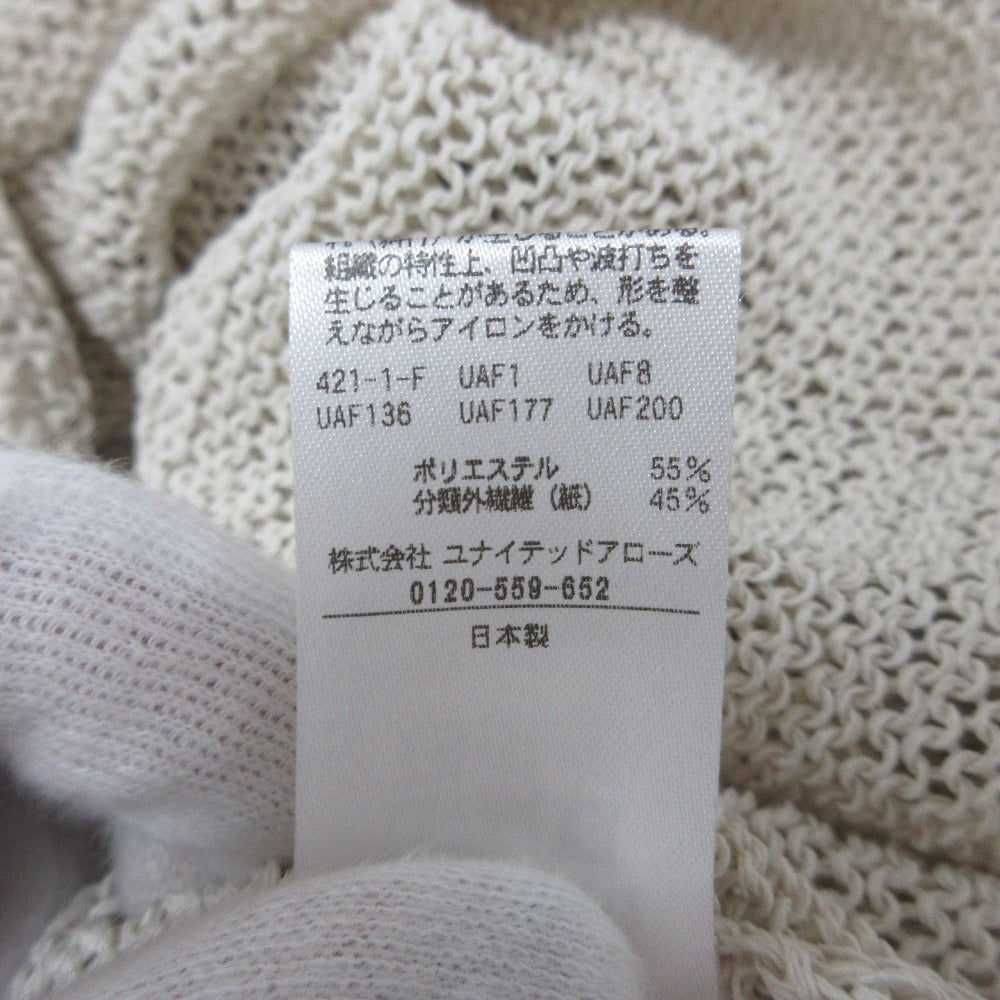 組織の特性上、凹凸や波打ちを
生じることがあるため、形を整
えながらアイロンをかける。
421-1-F UAF1 UAF8
UAF136 UAF177 UAF200
ポリエステル 55%
分類外繊維(紙) 45%
株式会社 ユナイテッドアローズ
0120-559-652
日本製